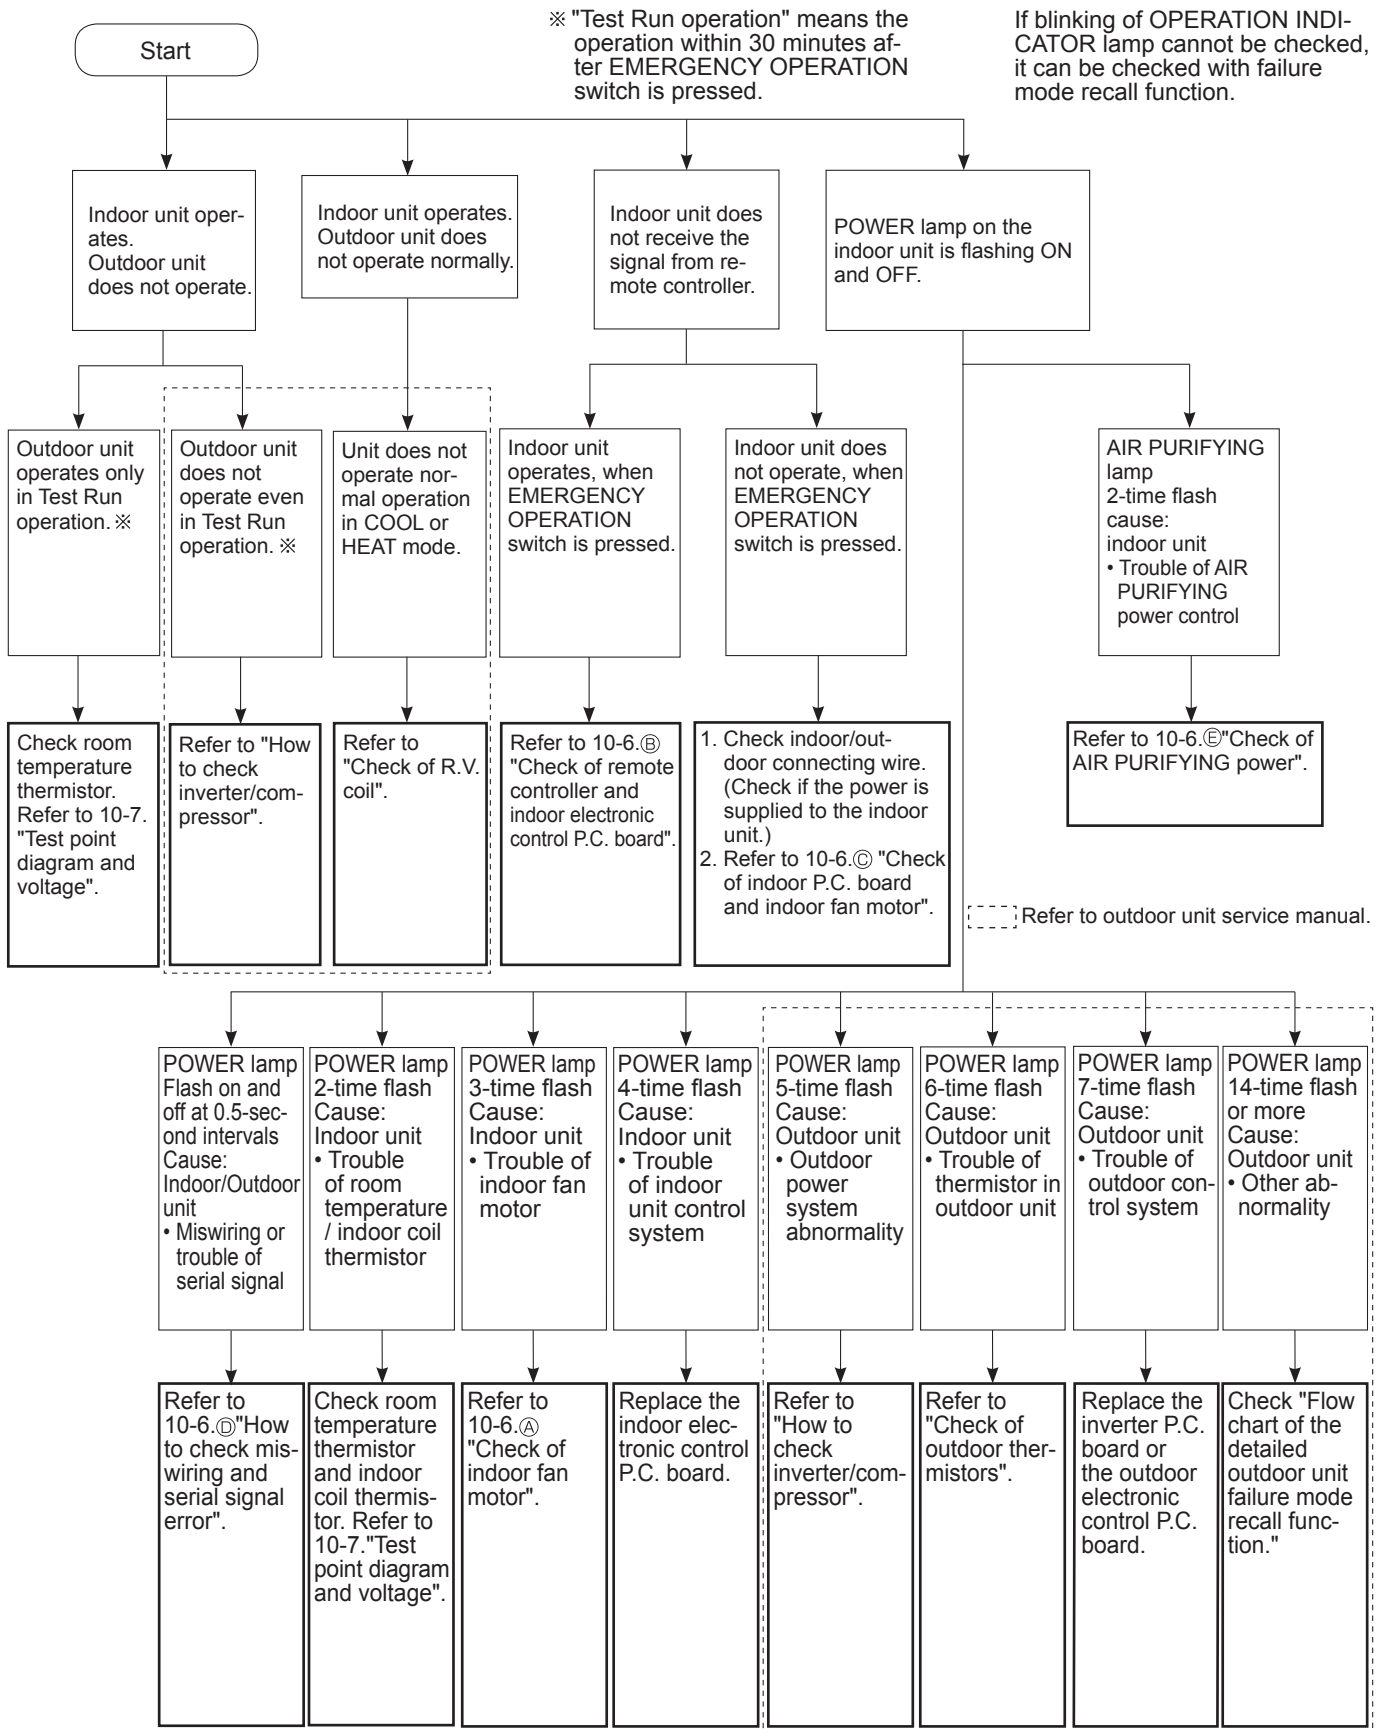 Start
※ "Test Run operation" means the
operation within 30 minutes af-
ter EMERGENCY OPERATION
switch is pressed.
If blinking of OPERATION INDI-
CATOR lamp cannot be checked,
it can be checked with failure
mode recall function.
Indoor unit oper-
ates.
Outdoor unit
does not operate.
Indoor unit operates.
Outdoor unit does
not operate normally.
Indoor unit does
not receive the
signal from re-
mote controller.
POWER lamp on the
indoor unit is flashing ON
and OFF.
Outdoor unit
operates only
in Test Run
operation. ※
Outdoor unit
does not
operate even
in Test Run
operation. ※
Unit does not
operate nor-
mal operation
in COOL or
HEAT mode.
Indoor unit
operates, when
EMERGENCY
OPERATION
switch is pressed.
Indoor unit does
not operate, when
EMERGENCY
OPERATION
switch is pressed.
AIR PURIFYING
lamp
2-time flash
cause:
indoor unit
• Trouble of AIR
PURIFYING
power control
Check room
temperature
thermistor.
Refer to 10-7.
"Test point
diagram and
voltage".
Refer to "How
to check
inverter/com-
pressor".
Refer to
"Check of R.V.
coil".
Refer to 10-6.Ⓑ
"Check of remote
controller and
indoor electronic
control P.C. board".
1. Check indoor/out-
door connecting wire.
(Check if the power is
supplied to the indoor
unit.)
2. Refer to 10-6.Ⓒ "Check
of indoor P.C. board
and indoor fan motor".
Refer to 10-6.Ⓔ"Check of
AIR PURIFYING power".
Refer to outdoor unit service manual.
POWER lamp
Flash on and
off at 0.5-sec-
ond intervals
Cause:
Indoor/Outdoor
unit
• Miswiring or
trouble of
serial signal
POWER lamp
2-time flash
Cause:
Indoor unit
• Trouble
of room
temperature
/ indoor coil
thermistor
POWER lamp
3-time flash
Cause:
Indoor unit
• Trouble of
indoor fan
motor
POWER lamp
4-time flash
Cause:
Indoor unit
• Trouble
of indoor
unit control
system
POWER lamp
5-time flash
Cause:
Outdoor unit
• Outdoor
power
system
abnormality
POWER lamp
6-time flash
Cause:
Outdoor unit
• Trouble of
thermistor in
outdoor unit
POWER lamp
7-time flash
Cause:
Outdoor unit
• Trouble of
outdoor con-
trol system
POWER lamp
14-time flash
or more
Cause:
Outdoor unit
• Other ab-
normality
Refer to
10-6.Ⓓ"How
to check mis-
wiring and
serial signal
error".
Check room
temperature
thermistor
and indoor
coil thermis-
tor. Refer to
10-7."Test
point diagram
and voltage".
Refer to
10-6.Ⓐ
"Check of
indoor fan
motor".
Replace the
indoor elec-
tronic control
P.C. board.
Refer to
"How to
check
inverter/com-
pressor".
Refer to
"Check of
outdoor ther-
mistors".
Replace the
inverter P.C.
board or
the outdoor
electronic
control P.C.
board.
Check "Flow
chart of the
detailed
outdoor unit
failure mode
recall func-
tion."